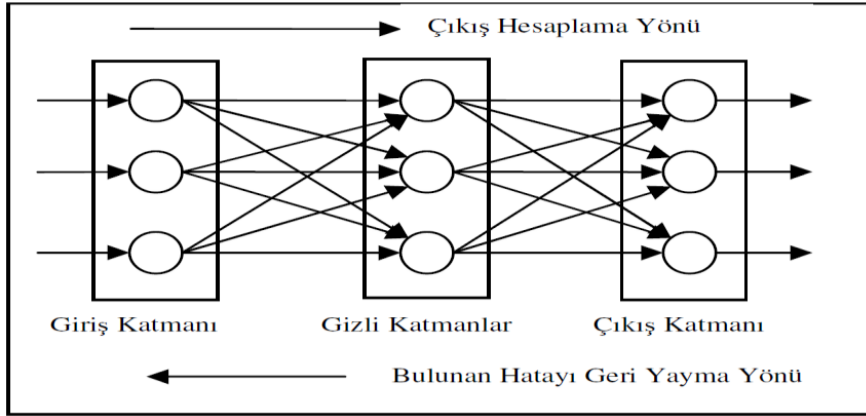 Çıkış Hesaplama Yönü
Giriş Katmanı Gizli Katmanlar Çıkış Katmanı
Bulunan Hatayı Geri Yayma Yönü